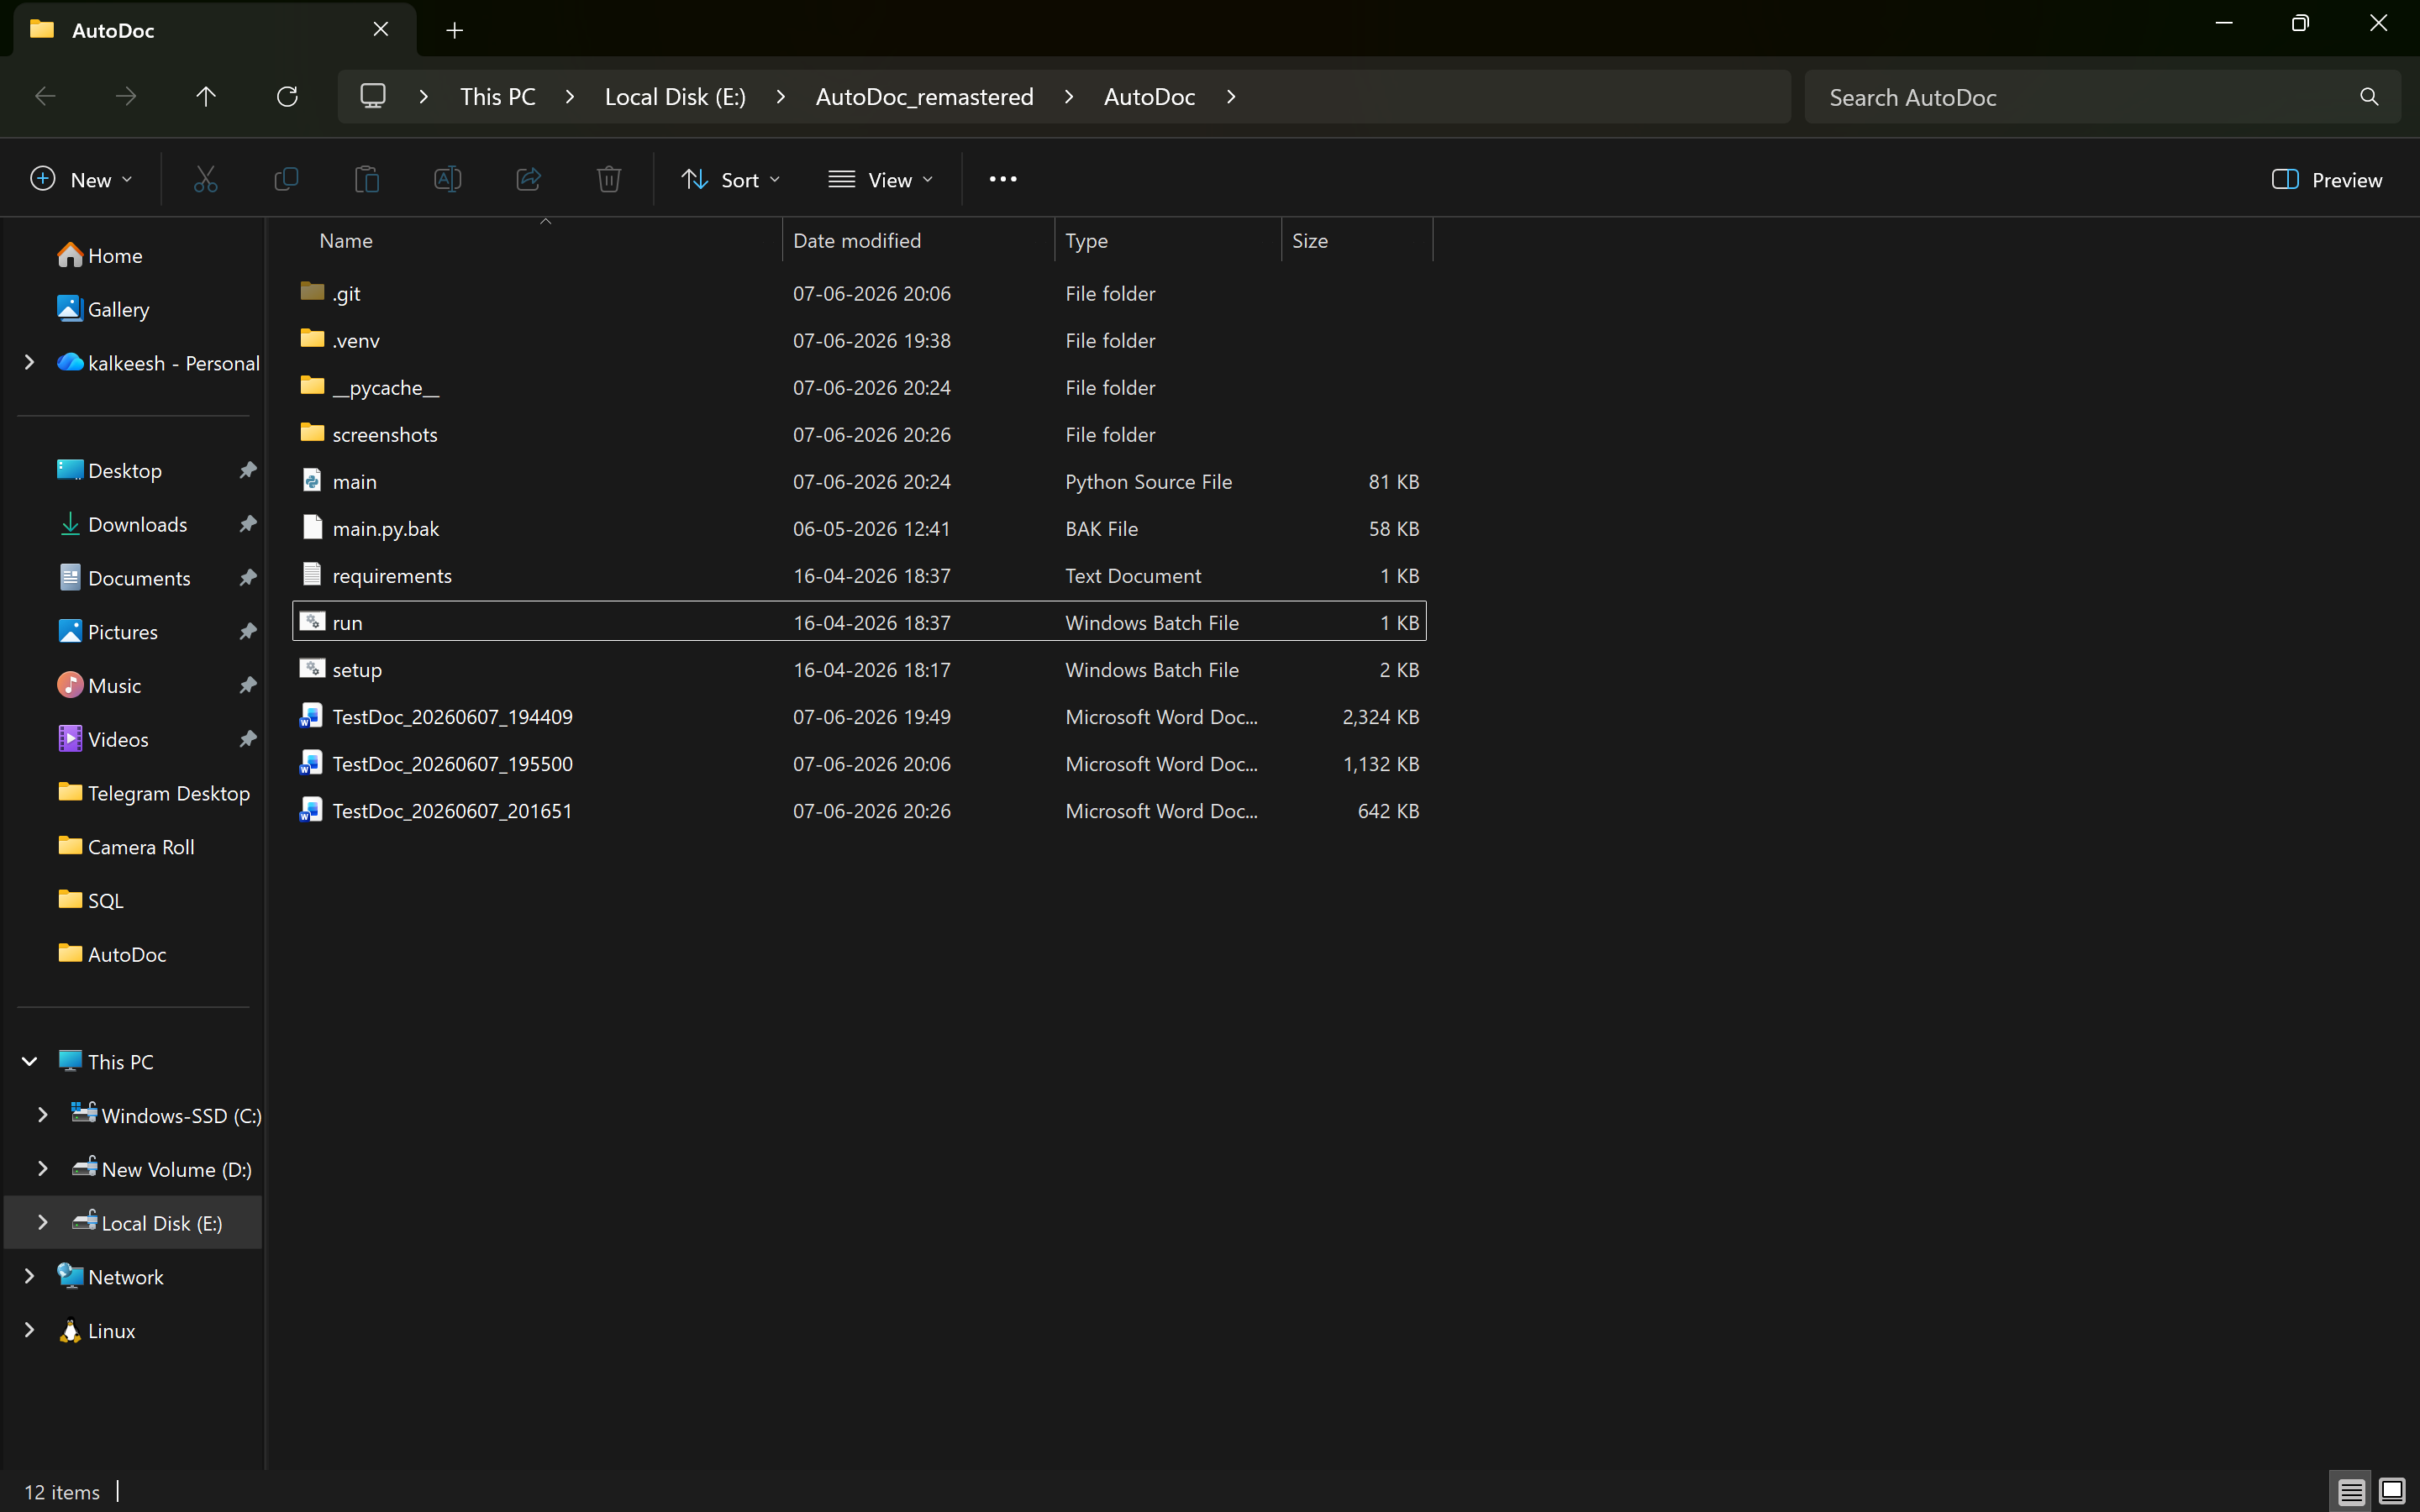 AutoDoc
This PC > Local Disk (E:) > AutoDoc_remastered > AutoDoc >
Search AutoDoc
New
Sort
View
Preview
Name Date modified Type Size
.git 07-06-2026 20:06 File folder
.venv 07-06-2026 19:38 File folder
__pycache__ 07-06-2026 20:24 File folder
screenshots 07-06-2026 20:26 File folder
main 07-06-2026 20:24 Python Source File 81 KB
main.py.bak 06-05-2026 12:41 BAK File 58 KB
requirements 16-04-2026 18:37 Text Document 1 KB
run 16-04-2026 18:37 Windows Batch File 1 KB
setup 16-04-2026 18:17 Windows Batch File 2 KB
TestDoc_20260607_194409 07-06-2026 19:49 Microsoft Word Doc... 2,324 KB
TestDoc_20260607_195500 07-06-2026 20:06 Microsoft Word Doc... 1,132 KB
TestDoc_20260607_201651 07-06-2026 20:26 Microsoft Word Doc... 642 KB
Home
Gallery
kalkeesh - Personal
Desktop
Downloads
Documents
Pictures
Music
Videos
Telegram Desktop
Camera Roll
SQL
AutoDoc
This PC
Windows-SSD (C:)
New Volume (D:)
Local Disk (E:)
Network
Linux
12 items